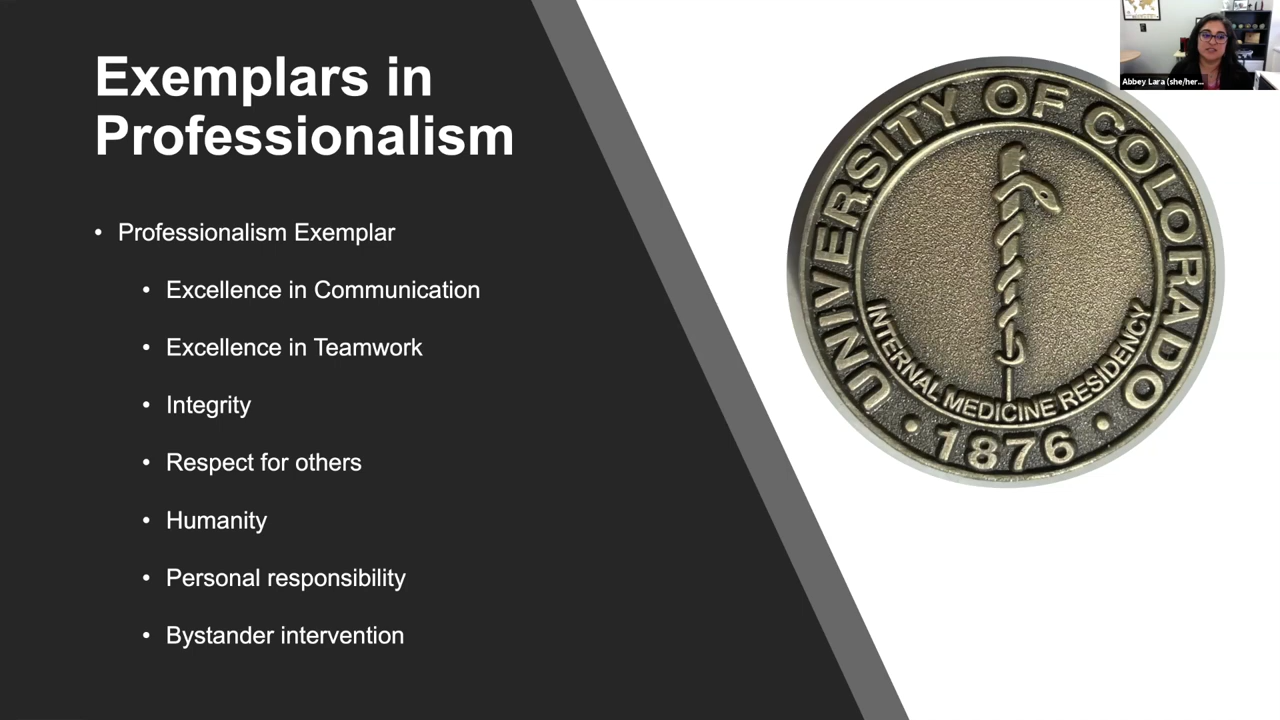 Exemplars in
Professionalism
• Professionalism Exemplar
• Excellence in Communication
• Excellence in Teamwork
• Integrity
• Respect for others
• Humanity
• Personal responsibility
• Bystander intervention
UNIVERSITY OF COLORADO
INTERNAL MEDICINE RESIDENCY
• 1876 •
Abbey Lara (she/her...